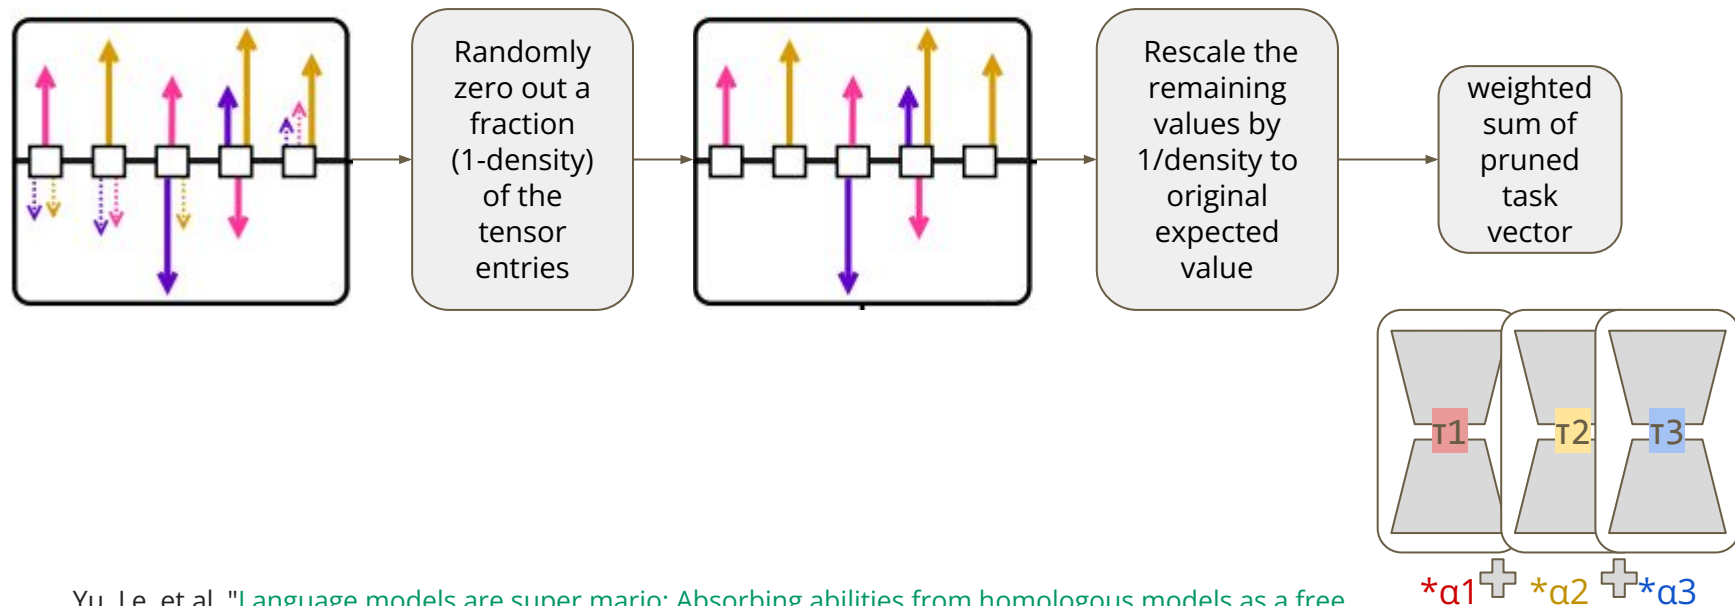 Randomly
zero out a
fraction
(1-density)
of the
tensor
entries
Rescale the
remaining
values by
1/density to
original
expected
value
weighted
sum of
pruned
task
vector
τ1
τ2
τ3
*α1
*α2
*α3
Yu, Le, et al. "Language models are super mario: Absorbing abilities from homologous models as a free